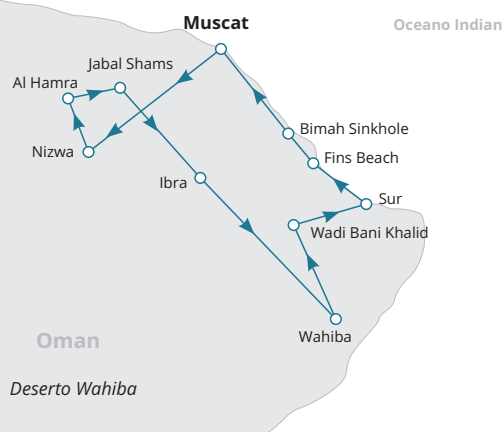 Muscat
Oceano Indian
Jabal Shams
Al Hamra
Bimah Sinkhole
Nizwa
Fins Beach
Ibra
Sur
Wadi Bani Khalid
Wahiba
Oman
Deserto Wahiba